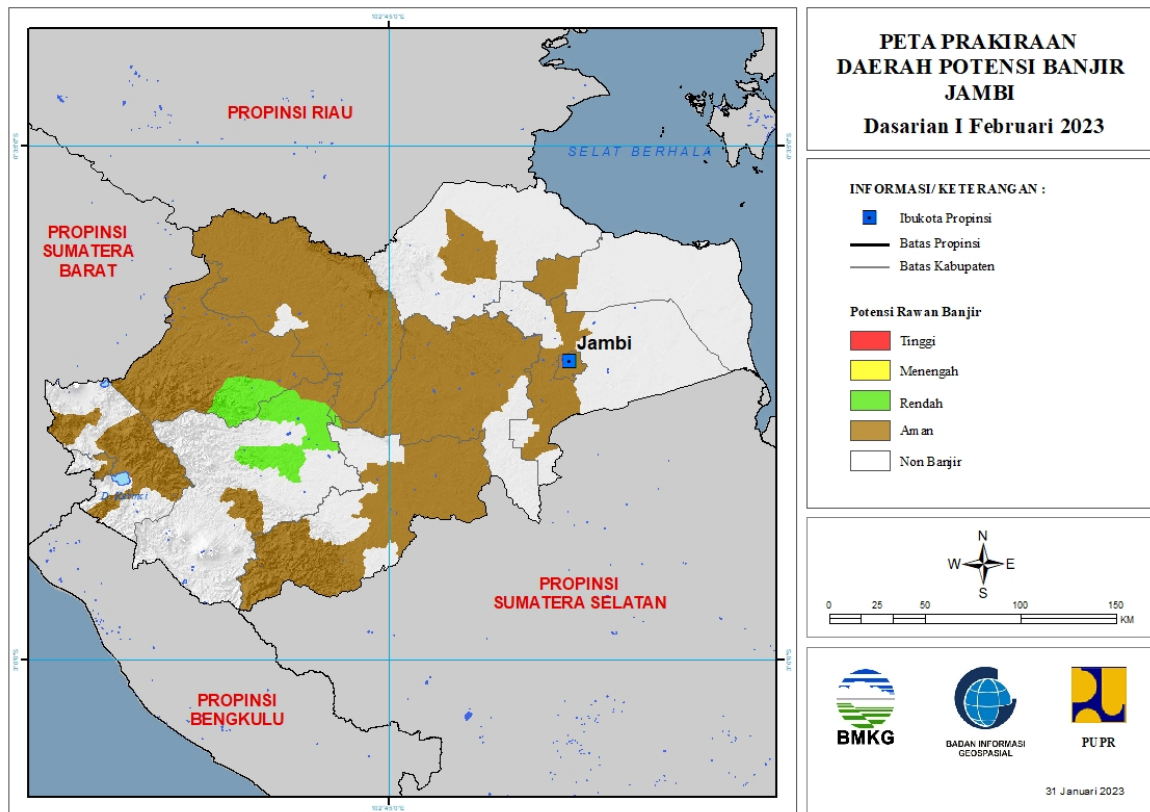 PETA PRAKIRAAN
DAERAH POTENSI BANJIR
JAMBI
Dasarian I Februari 2023
INFORMASI/ KETERANGAN :
Ibukota Propinsi
Batas Propinsi
Batas Kabupaten
Potensi Rawan Banjir
Tinggi
Menengah
Rendah
Aman
Non Banjir
N
W E
S
0 25 50 100 150
KM
BMKG
BADAN INFORMASI
GEOSPASIAL
PUPR
31 Januari 2023
PROPINSI RIAU
SELAT BERHALA
PROPINSI
SUMATERA
BARAT
Jambi
PROPINSI
SUMATERA SELATAN
PROPINSI
BENGKULU